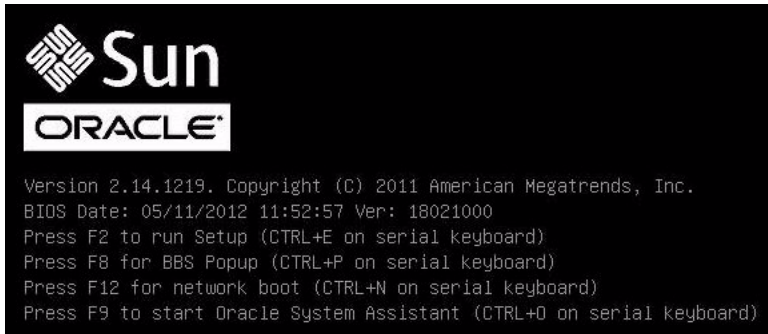 Sun
ORACLE
Version 2.14.1219. Copyright (C) 2011 American Megatrends, Inc.
BIOS Date: 05/11/2012 11:52:57 Ver: 18021000
Press F2 to run Setup (CTRL+E on serial keyboard)
Press F8 for BBS Popup (CTRL+P on serial keyboard)
Press F12 for network boot (CTRL+N on serial keyboard)
Press F9 to start Oracle System Assistant (CTRL+O on serial keyboard)